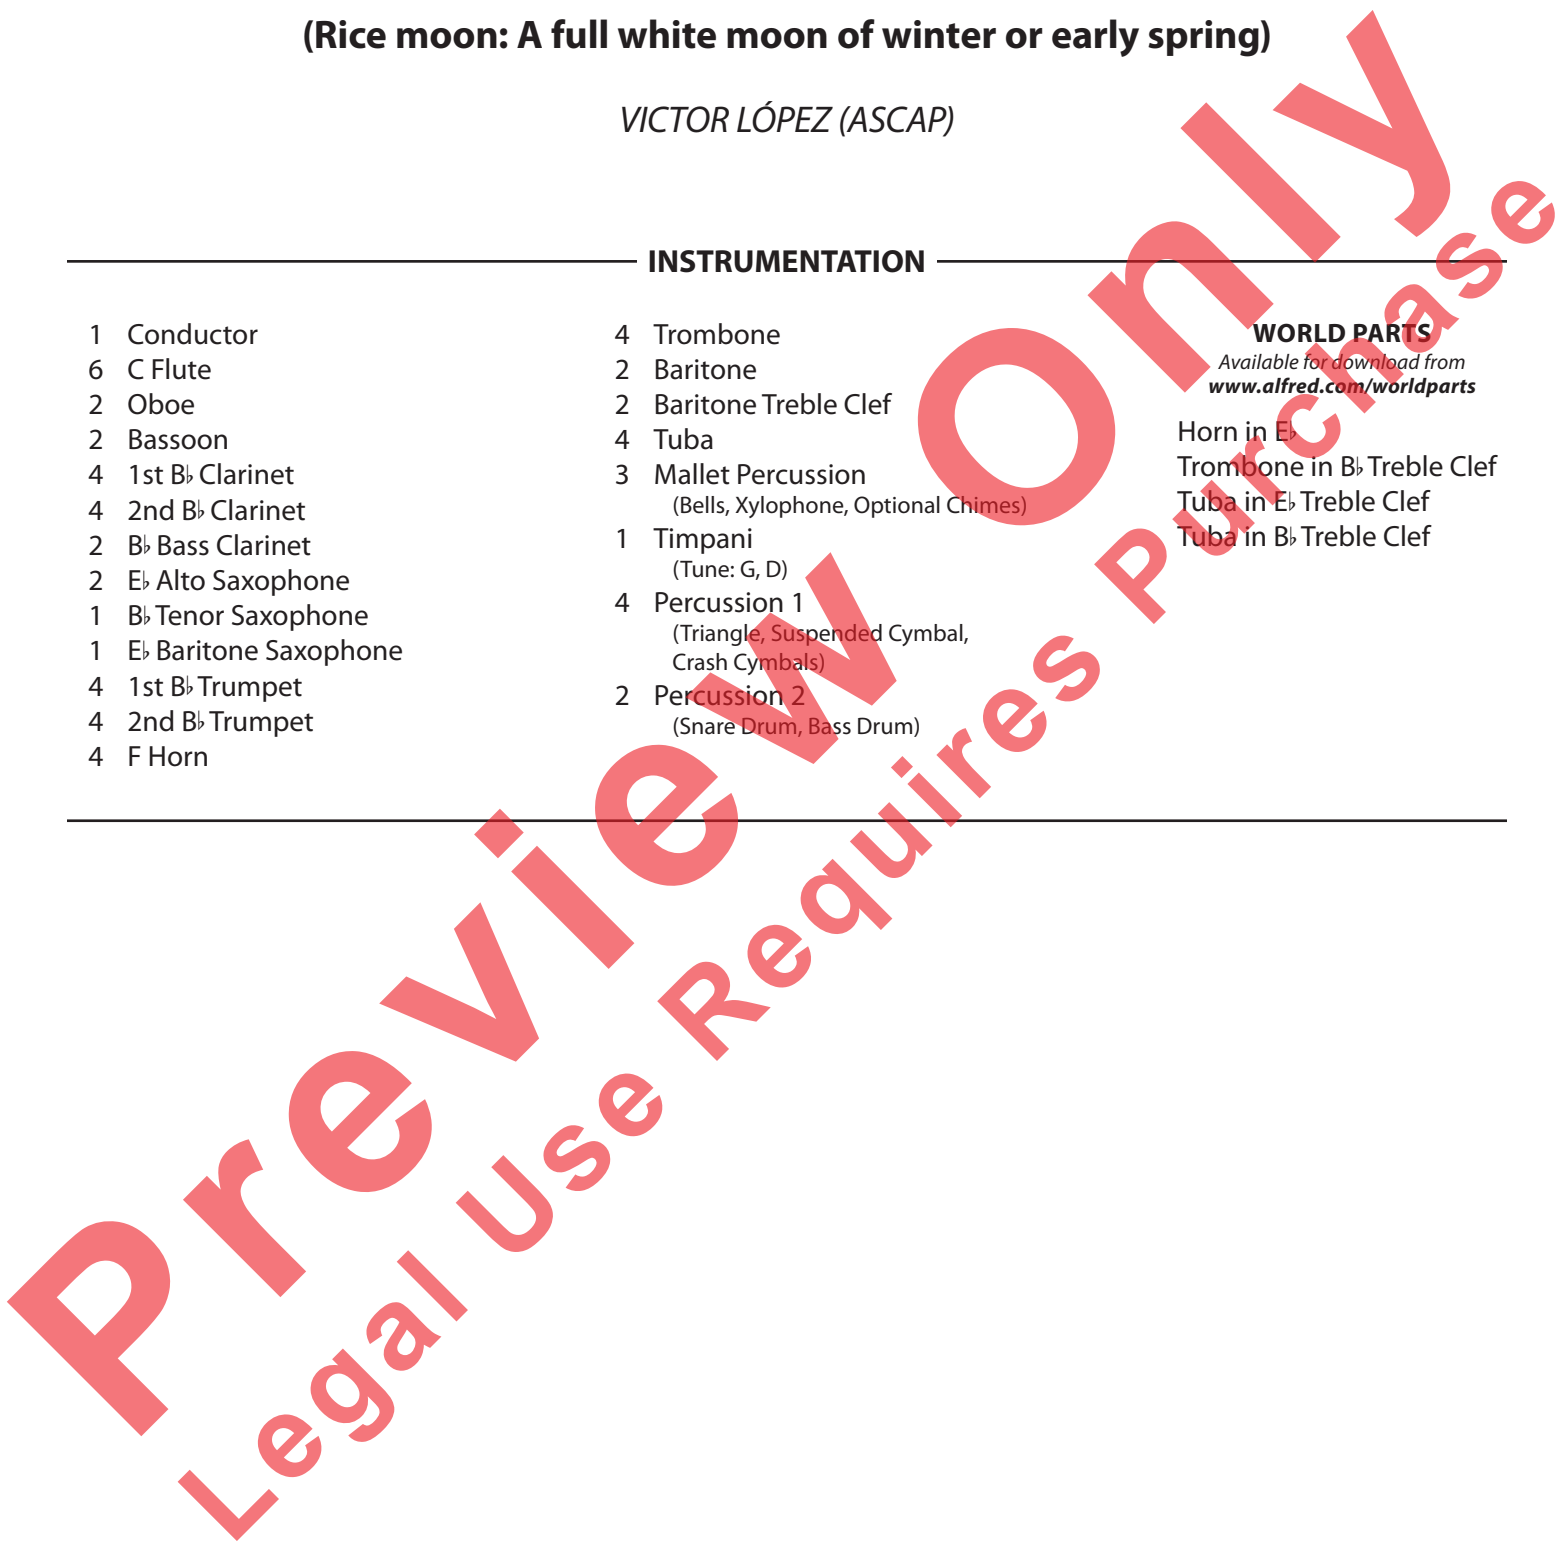 (Rice moon: A full white moon of winter or early spring)
VICTOR LÓPEZ (ASCAP)
INSTRUMENTATION
1 Conductor
6 C Flute
2 Oboe
2 Bassoon
4 1st B♭ Clarinet
4 2nd B♭ Clarinet
2 B♭ Bass Clarinet
2 E♭ Alto Saxophone
1 B♭ Tenor Saxophone
1 E♭ Baritone Saxophone
4 1st B♭ Trumpet
4 2nd B♭ Trumpet
4 F Horn
4 Trombone
2 Baritone
2 Baritone Treble Clef
4 Tuba
3 Mallet Percussion
(Bells, Xylophone, Optional Chimes)
1 Timpani
(Tune: G, D)
4 Percussion 1
(Triangle, Suspended Cymbal,
Crash Cymbals)
2 Percussion 2
(Snare Drum, Bass Drum)
WORLD PARTS
Available for download from
www.alfred.com/worldparts
Horn in E♭
Trombone in B♭ Treble Clef
Tuba in E♭ Treble Clef
Tuba in B♭ Treble Clef
Preview Only
Legal Use Requires Purchase